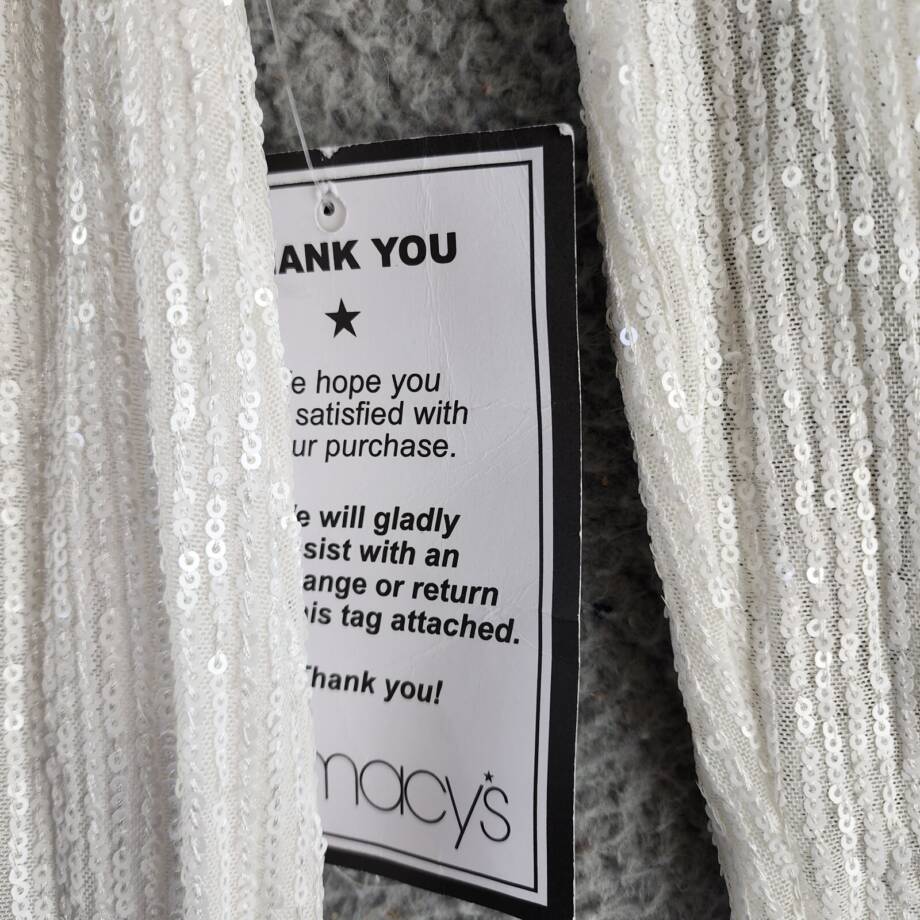 ANK YOU
e hope you
satisfied with
ur purchase.
e will gladly
sist with an
ange or return
is tag attached.
Thank you!
macy's